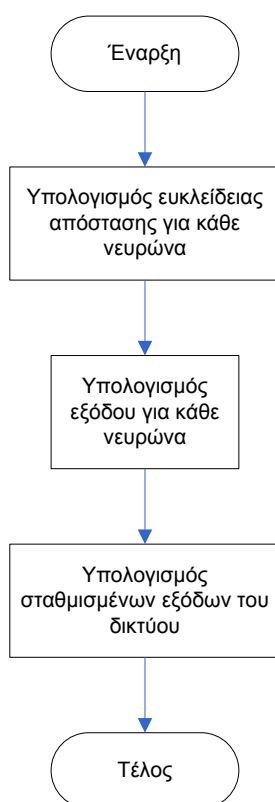 Έναρξη
Υπολογισμός ευκλείδειας
απόστασης για κάθε
νευρώνα
Υπολογισμός
εξόδου για κάθε
νευρώνα
Υπολογισμός
σταθμισμένων εξόδων του
δικτύου
Τέλος